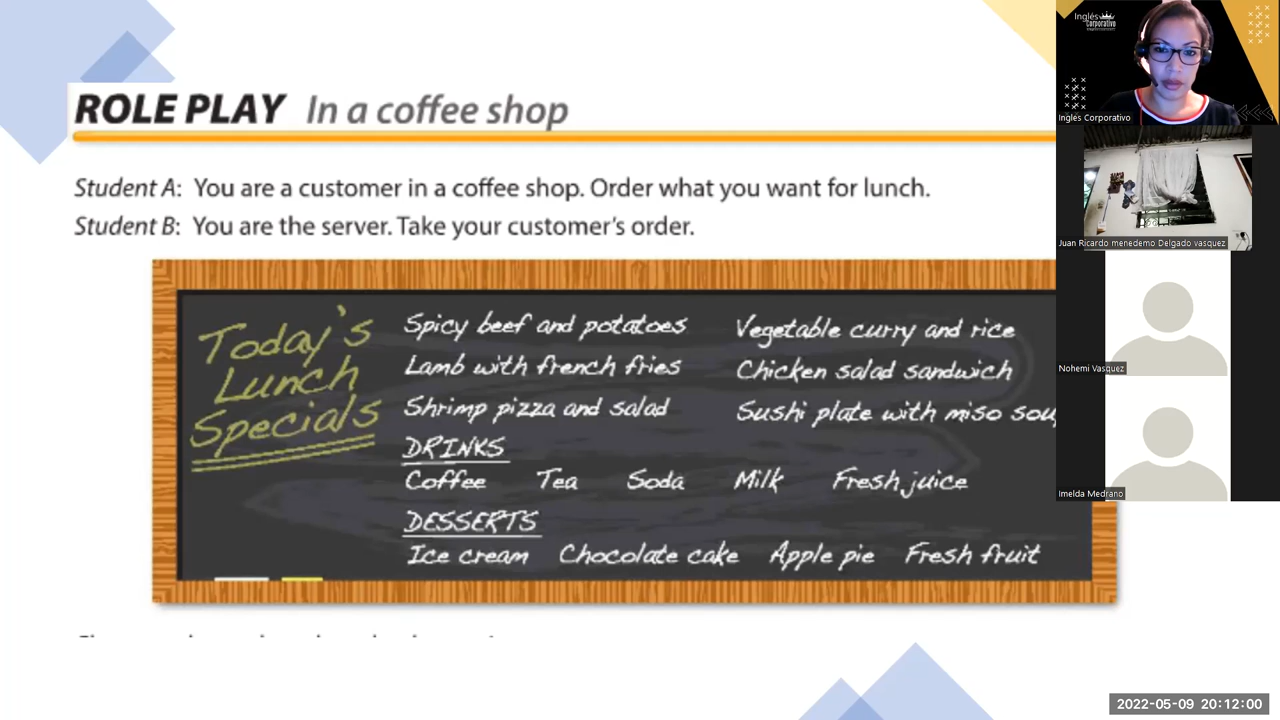 ROLE PLAY In a coffee shop
Student A: You are a customer in a coffee shop. Order what you want for lunch.
Student B: You are the server. Take your customer's order.
Today's
Lunch
Specials
Spicy beef and potatoes
Lamb with french fries
Shrimp pizza and salad
Vegetable curry and rice
Chicken salad sandwich
Sushi plate with miso
DRINKS
Coffee Tea Soda Milk Fresh juice
DESSERTS
Ice cream Chocolate cake Apple pie Fresh fruit
Inglés
Corporativo
Inglés Corporativo
Juan Ricardo menedemo Delgado vasquez
Nohemi Vasquez
Imelda Medrano
2022-05-09 20:12:00